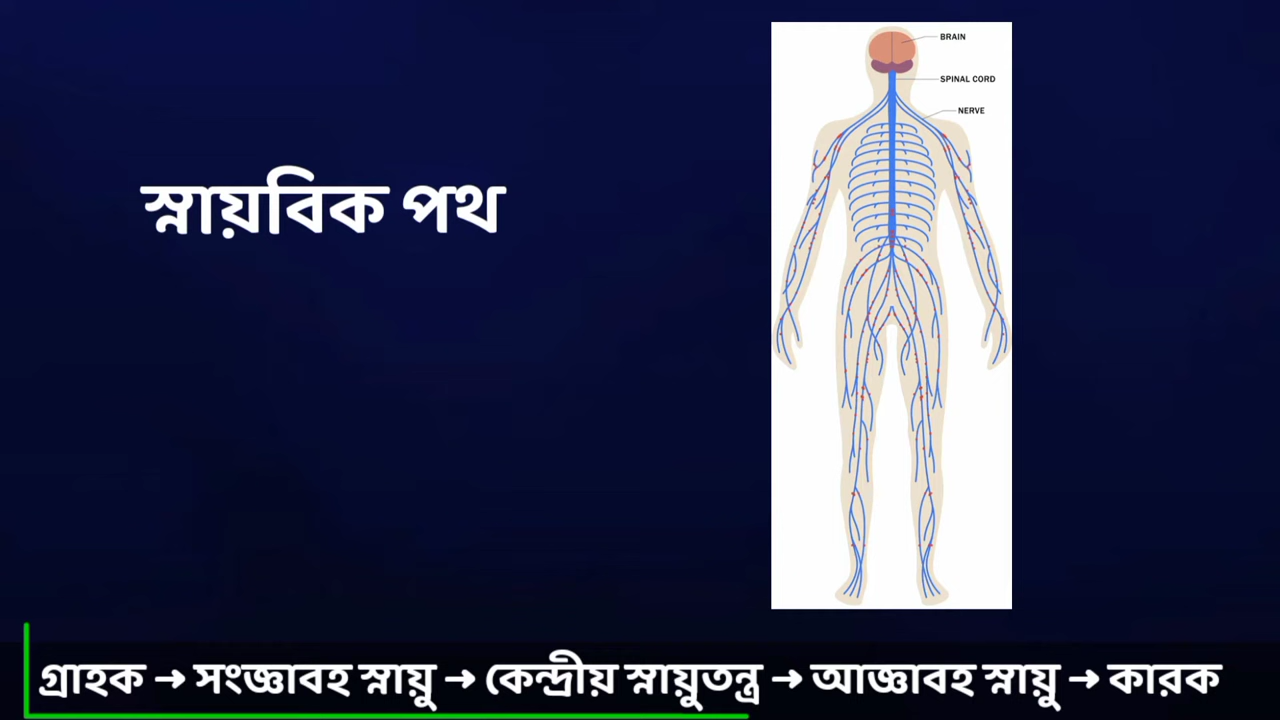 BRAIN
SPINAL CORD
NERVE
স্নায়বিক পথ
গ্রাহক → সংজ্ঞাবহ স্নায়ু → কেন্দ্রীয় স্নায়ুতন্ত্র → আজ্ঞাবহ স্নায়ু → কারক